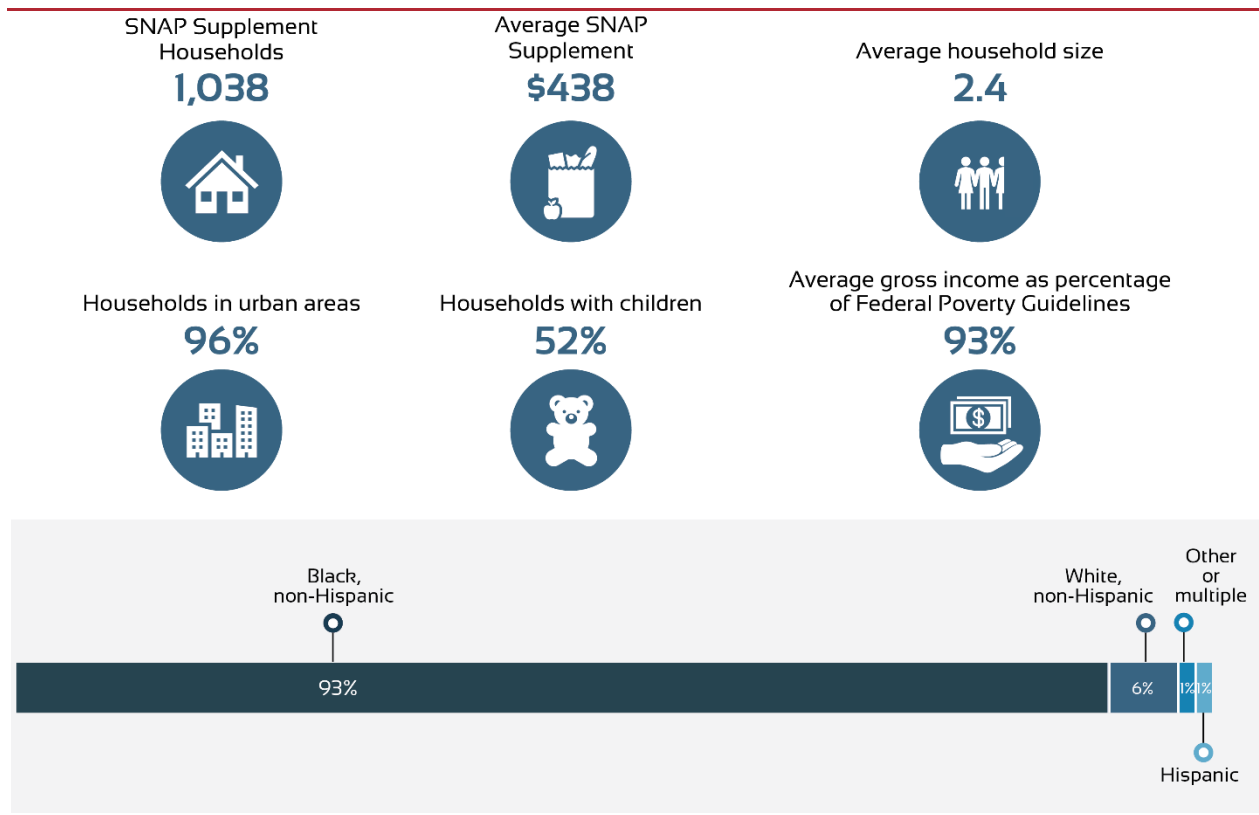 SNAP Supplement
Households
1,038
Average SNAP
Supplement
$438
Average household size
2.4
Households in urban areas
96%
Households with children
52%
Average gross income as percentage
of Federal Poverty Guidelines
93%
$
Black,
non-Hispanic
White,
non-Hispanic
Other
or
multiple
93%
6%
1%
1%
Hispanic